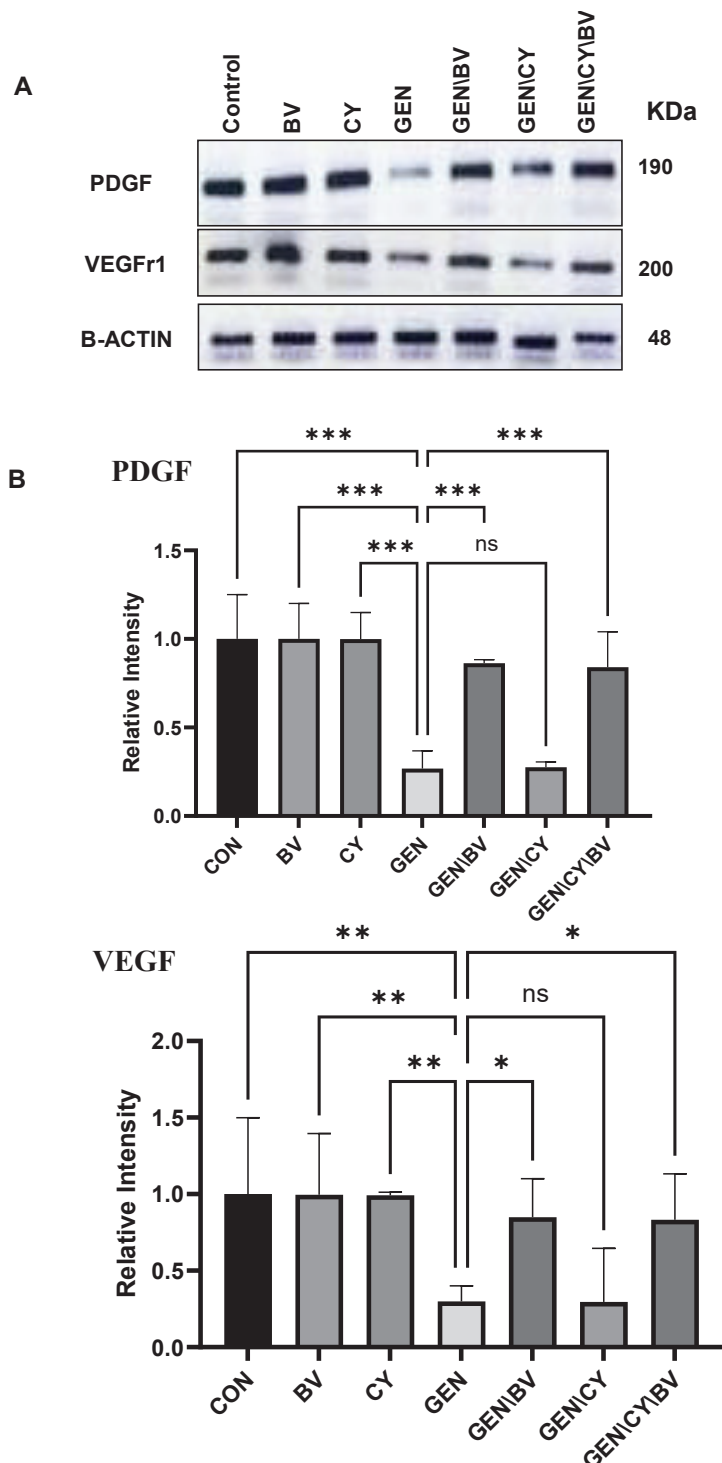 A
Control
BV
CY
GEN
GEN\BV
GEN\CY
GEN\CY\BV
KDa
PDGF
190
VEGFr1
200
B-ACTIN
48
B
PDGF
***
***
***
***
***
ns
Relative Intensity
1.5
1.0
0.5
0.0
CON
BV
CY
GEN
GEN\BV
GEN\CY
GEN\CY\BV
VEGF
**
*
**
ns
**
*
Relative Intensity
2.0
1.5
1.0
0.5
0.0
CON
BV
CY
GEN
GEN\BV
GEN\CY
GEN\CY\BV